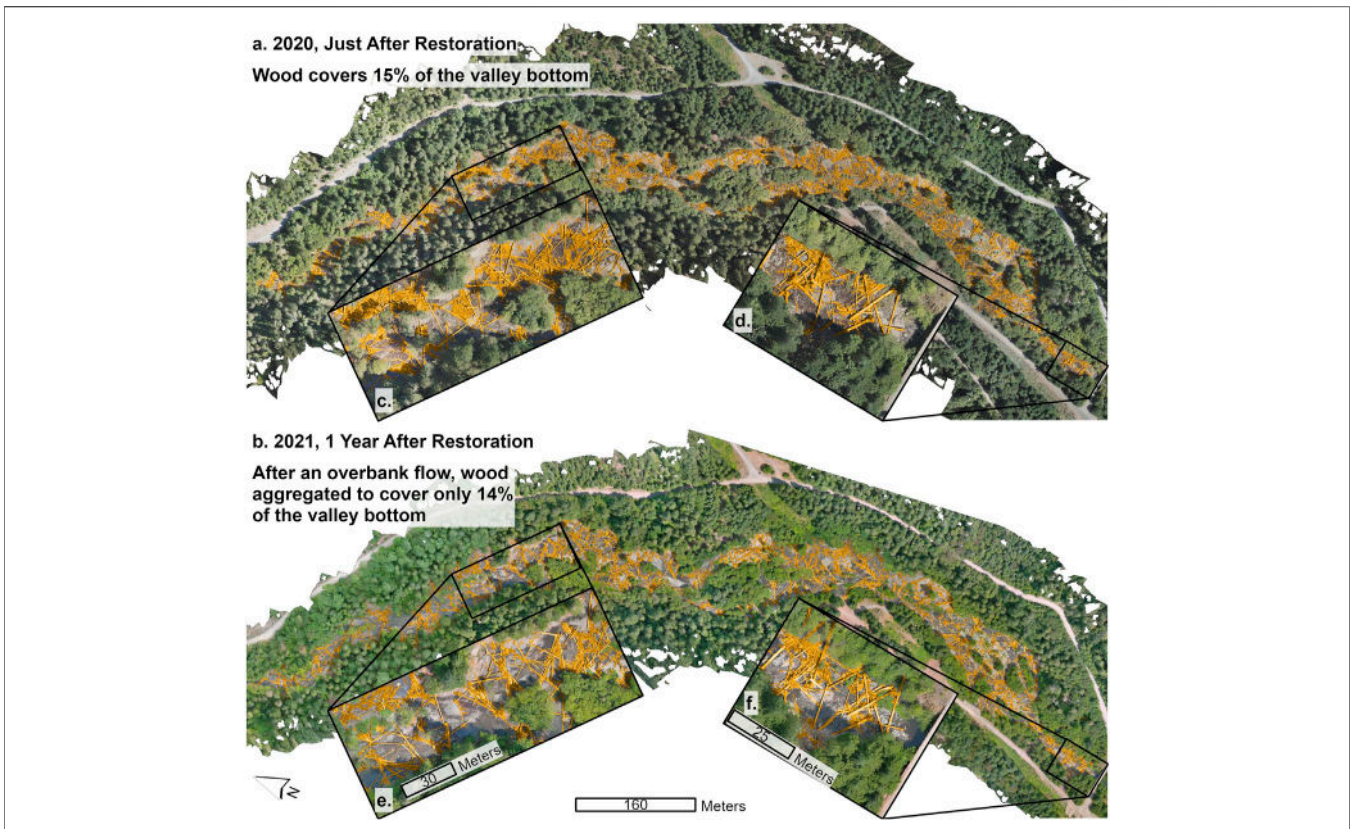 a. 2020, Just After Restoration
Wood covers 15% of the valley bottom
c.
d.
b. 2021, 1 Year After Restoration
After an overbank flow, wood
aggregated to cover only 14%
of the valley bottom
f.
25 Meters
30 Meters
e.
N
160 Meters